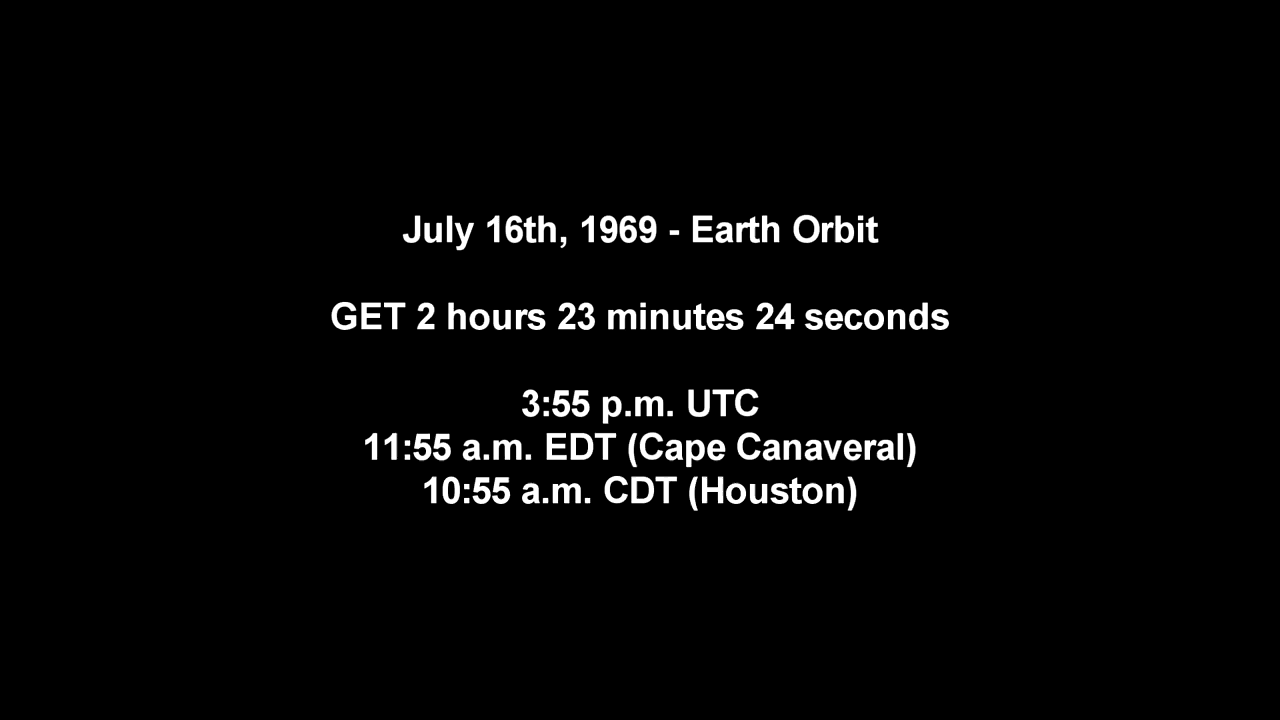 July 16th, 1969 - Earth Orbit
GET 2 hours 23 minutes 24 seconds
3:55 p.m. UTC
11:55 a.m. EDT (Cape Canaveral)
10:55 a.m. CDT (Houston)